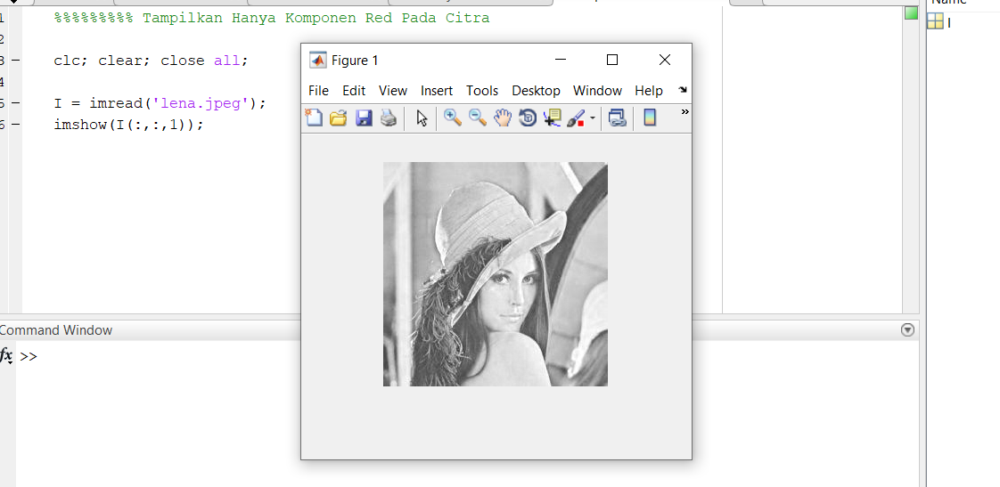 Name
1
%%%%%%%%% Tampilkan Hanya Komponen Red Pada Citra
2
3 – clc; clear; close all;
4
5 – I = imread('lena.jpeg');
6 – imshow(I(:,:,1));
I
Figure 1
File Edit View Insert Tools Desktop Window Help
Command Window
fx >>